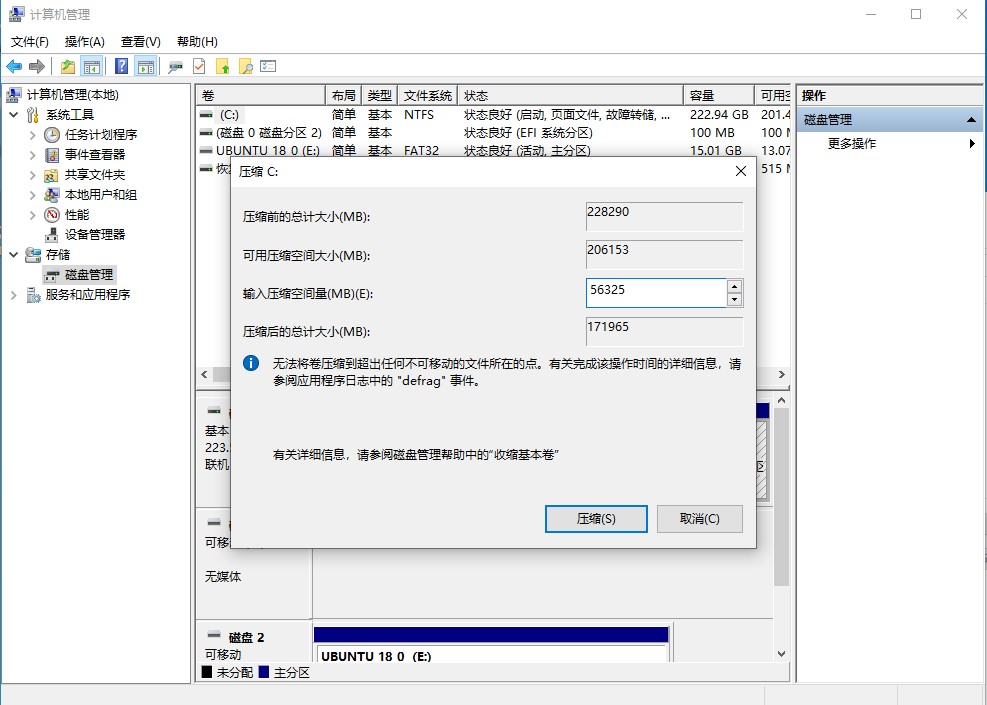 计算机管理
文件(F) 操作(A) 查看(V) 帮助(H)
计算机管理(本地)
系统工具
任务计划程序
事件查看器
共享文件夹
本地用户和组
性能
设备管理器
存储
磁盘管理
服务和应用程序
卷 布局 类型 文件系统 状态 容量 可用
(C:) 简单 基本 NTFS 状态良好 (启动, 页面文件, 故障转储, ... 222.94 GB 201.4
(磁盘 0 磁盘分区 2) 简单 基本 状态良好 (EFI 系统分区) 100 MB 100
UBUNTU 18_0 (E:) 简单 基本 FAT32 状态良好 (活动, 主分区) 15.01 GB 13.07
恢 515
操作
磁盘管理
更多操作
压缩 C:
压缩前的总计大小(MB): 228290
可用压缩空间大小(MB): 206153
输入压缩空间量(MB)(E): 56325
压缩后的总计大小(MB): 171965
无法将卷压缩到超出任何不可移动的文件所在的点。有关完成该操作时间的详细信息，请
参阅应用程序日志中的 "defrag" 事件。
有关详细信息，请参阅磁盘管理帮助中的“收缩基本卷”
压缩(S) 取消(C)
基本
223.
联机
可移
无媒体
磁盘 2
可移动
UBUNTU 18_0 (E:)
未分配 主分区